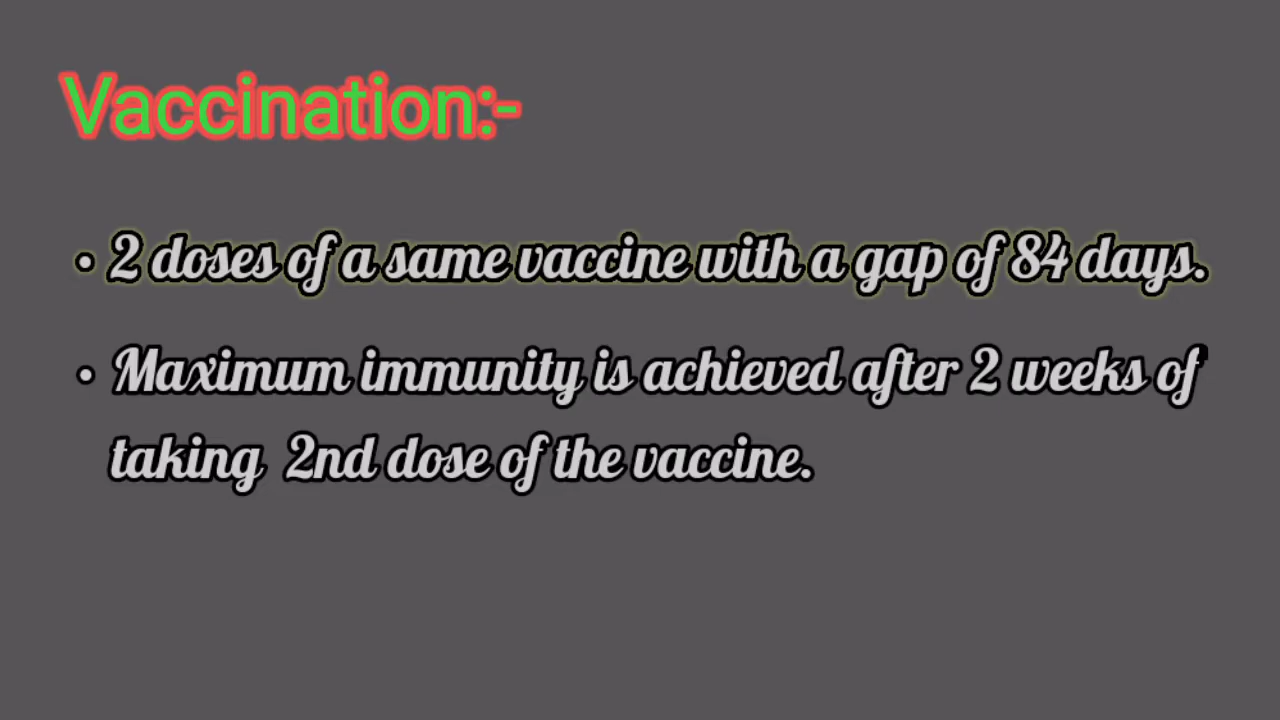 Vaccination:-
• 2 doses of a same vaccine with a gap of 84 days.
• Maximum immunity is achieved after 2 weeks of
taking 2nd dose of the vaccine.